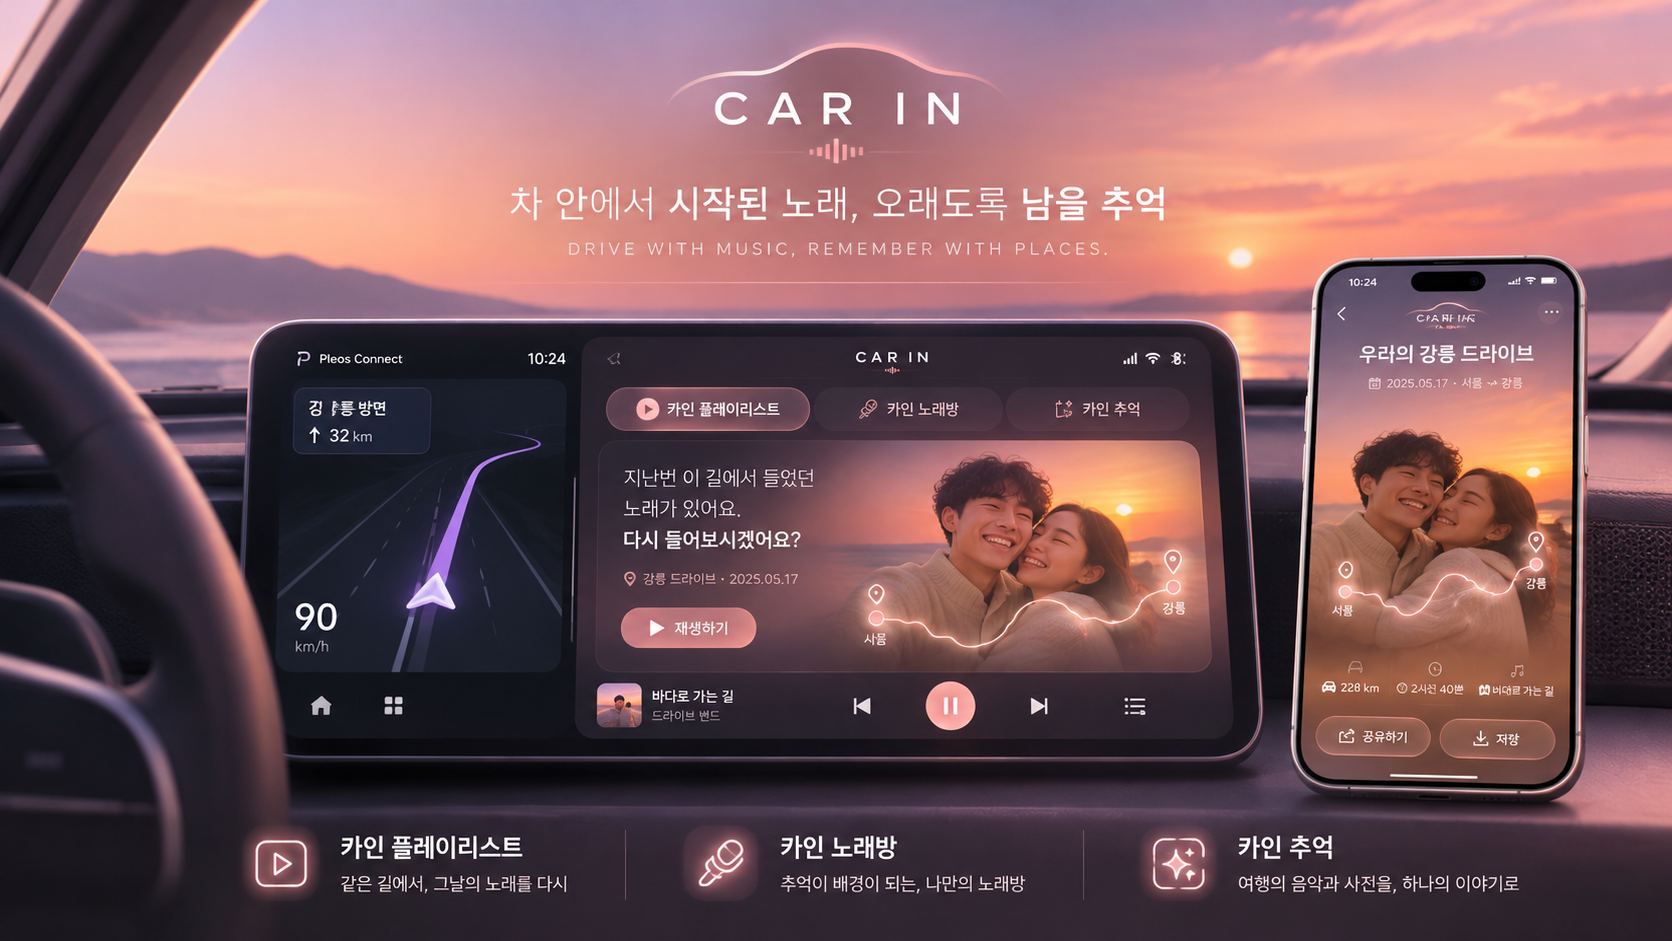 CAR IN
차 안에서 시작된 노래, 오래도록 남을 추억
DRIVE WITH MUSIC, REMEMBER WITH PLACES.
Pleos Connect
10:24
방면
32 km
90
km/h
CAR IN
카인 플레이리스트
카인 노래방
카인 추억
지난번 이 길에서 들었던
노래가 있어요.
다시 들어보시겠어요?
강릉 드라이브 · 2025.05.17
재생하기
강릉
바다로 가는 길
드라이브 밴드
10:24
우라의 강릉 드라이브
2025.05.17 · 강릉
강릉
228 km
2시간 40분
가는 길
공유하기
저장
카인 플레이리스트
같은 길에서, 그날의 노래를 다시
카인 노래방
추억이 배경이 되는, 나만의 노래방
카인 추억
여행의 음악과 사전을, 하나의 이야기로